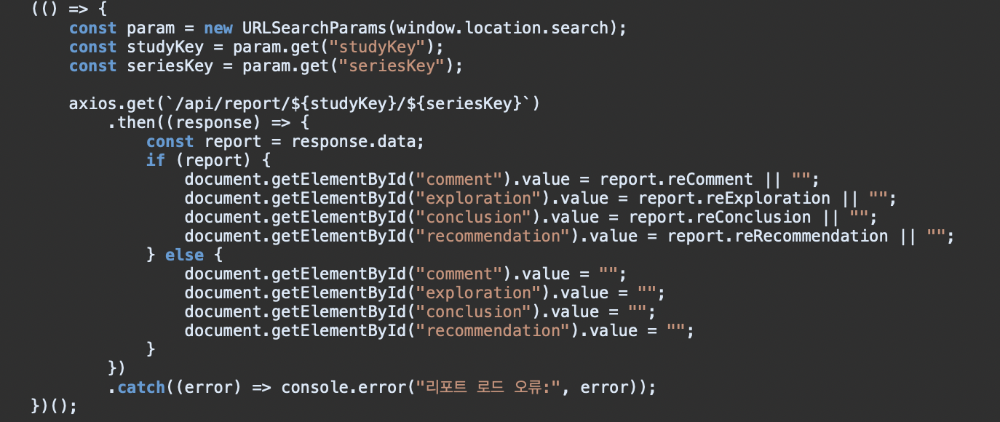 (() => {
    const param = new URLSearchParams(window.location.search);
    const studyKey = param.get("studyKey");
    const seriesKey = param.get("seriesKey");

    axios.get(`/api/report/${studyKey}/${seriesKey}`)
        .then((response) => {
            const report = response.data;
            if (report) {
                document.getElementById("comment").value = report.reComment || "";
                document.getElementById("exploration").value = report.reExploration || "";
                document.getElementById("conclusion").value = report.reConclusion || "";
                document.getElementById("recommendation").value = report.reRecommendation || "";
            } else {
                document.getElementById("comment").value = "";
                document.getElementById("exploration").value = "";
                document.getElementById("conclusion").value = "";
                document.getElementById("recommendation").value = "";
            }
        })
        .catch((error) => console.error("리포트 로드 오류:", error));
})();